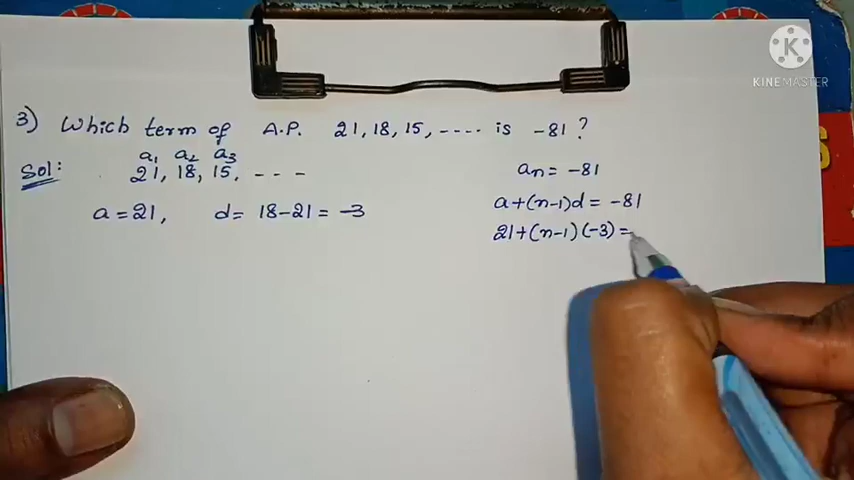 KINEMASTER
3) Which term of A.P. 21, 18, 15, ---- is -81?
a1 a2 a3
Sol: 21, 18, 15, ---
an = -81
a+(n-1)d = -81
a = 21, d = 18-21 = -3
21+(n-1)(-3) =